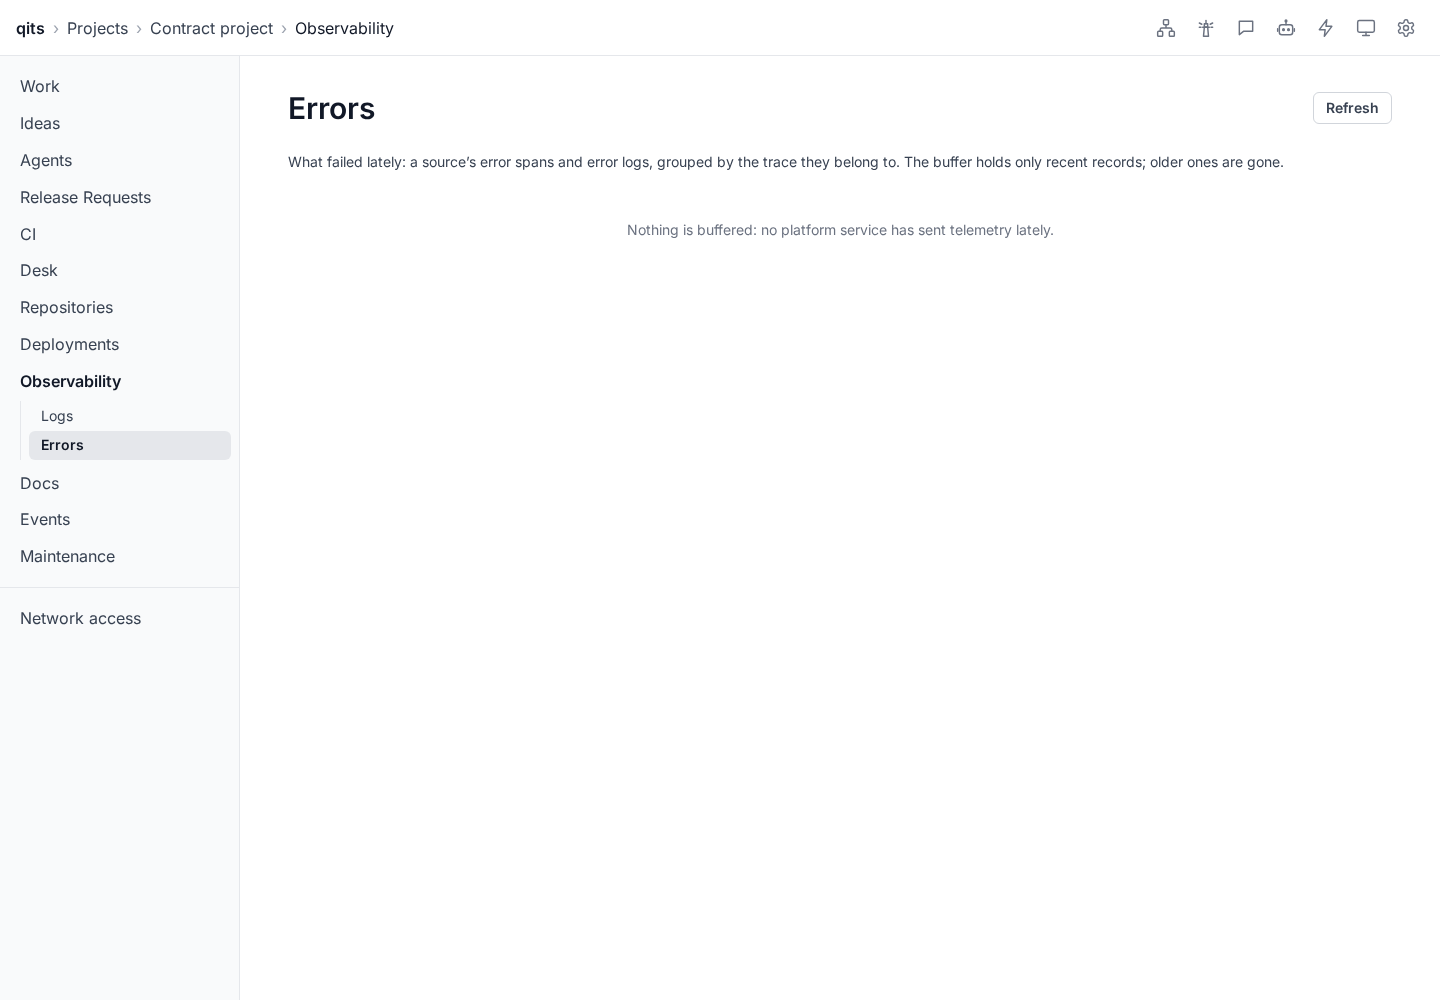 qits › Projects › Contract project › Observability
Work
Ideas
Agents
Release Requests
CI
Desk
Repositories
Deployments
Observability
Logs
Errors
Docs
Events
Maintenance
Network access
Errors
Refresh
What failed lately: a source’s error spans and error logs, grouped by the trace they belong to. The buffer holds only recent records; older ones are gone.
Nothing is buffered: no platform service has sent telemetry lately.